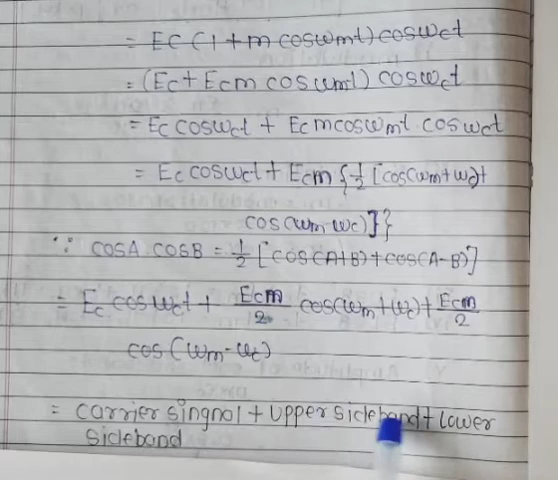 = EC (1 + m cosωmt) cosωct
= (Ec + Ecm cosωmt) cosωct
= Ec cosωct + Ecm cosωmt cosωct
= Ec cosωct + Ecm {½ [cos(ωm + ωc)t
cos(ωm - ωc)]}
∵ cosA cosB = ½ [cos(A+B) + cos(A-B)]
= Ec cosωct + Ecm/2 cos(ωm + ωc) + Ecm/2
cos(ωm - ωc)
= carrier singnal + Upper sideband + Lower
sideband